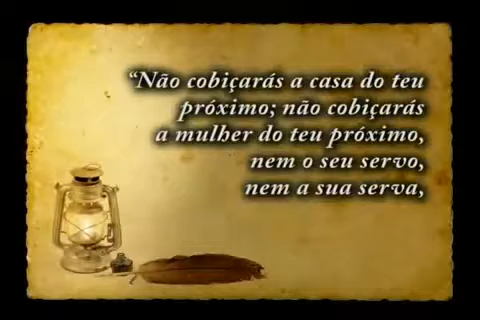 “Não cobiçarás a casa do teu
próximo; não cobiçarás
a mulher do teu próximo,
nem o seu servo,
nem a sua serva,